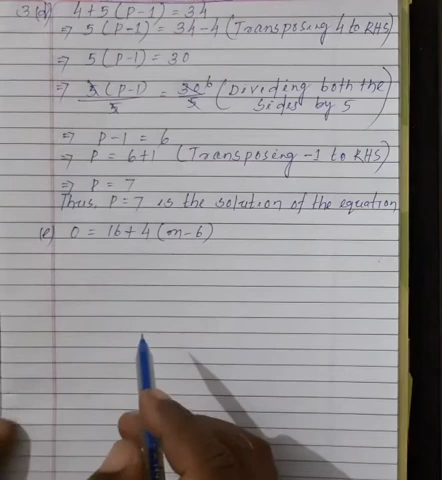 3(d) 4+5(P-1) = 34
⇒ 5(P-1) = 34-4 (Transposing 4 to RHS)
⇒ 5(P-1) = 30
⇒ 5(P-1)/5 = 30/5 6 (Dividing both the sides by 5)
⇒ P-1 = 6
⇒ P = 6+1 (Transposing -1 to RHS)
⇒ P = 7
Thus, P=7 is the solution of the equation
(e) 0 = 16+4(m-6)